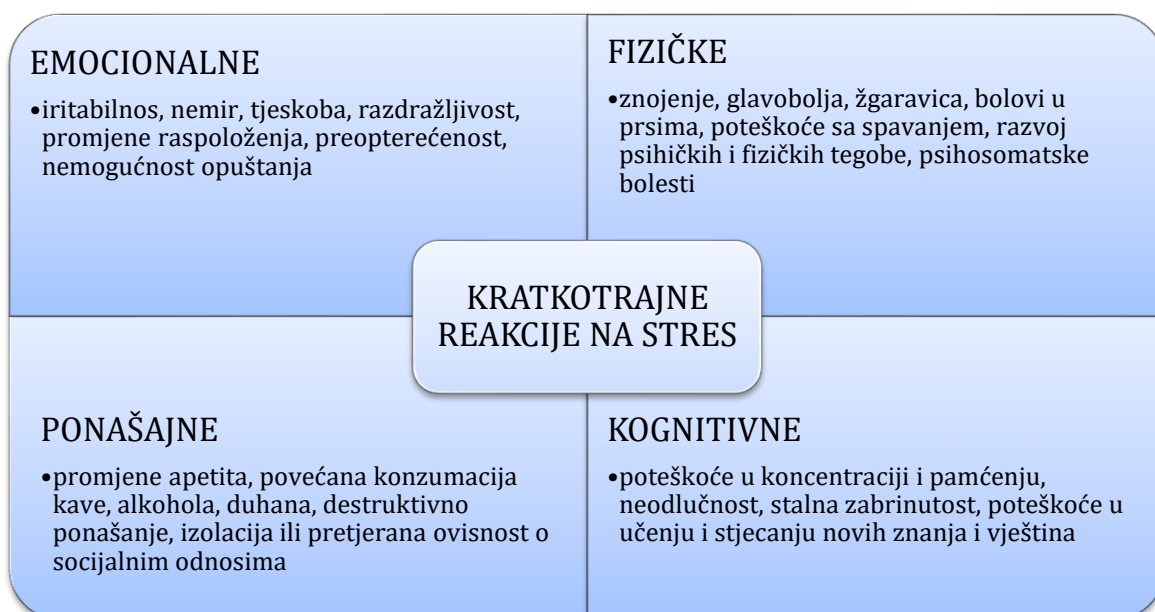 EMOCIONALNE
•iritabilnos, nemir, tjeskoba, razdražljivost,
promjene raspoloženja, preopterećenost,
nemogućnost opuštanja
FIZIČKE
•znojenje, glavobolja, žgaravica, bolovi u
prsima, poteškoće sa spavanjem, razvoj
psihičkih i fizičkih tegobe, psihosomatske
bolesti
KRATKOTRAJNE
REAKCIJE NA STRES
PONAŠAJNE
•promjene apetita, povećana konzumacija
kave, alkohola, duhana, destruktivno
ponašanje, izolacija ili pretjerana ovisnost o
socijalnim odnosima
KOGNITIVNE
•poteškoće u koncentraciji i pamćenju,
neodlučnost, stalna zabrinutost, poteškoće u
učenju i stjecanju novih znanja i vještina